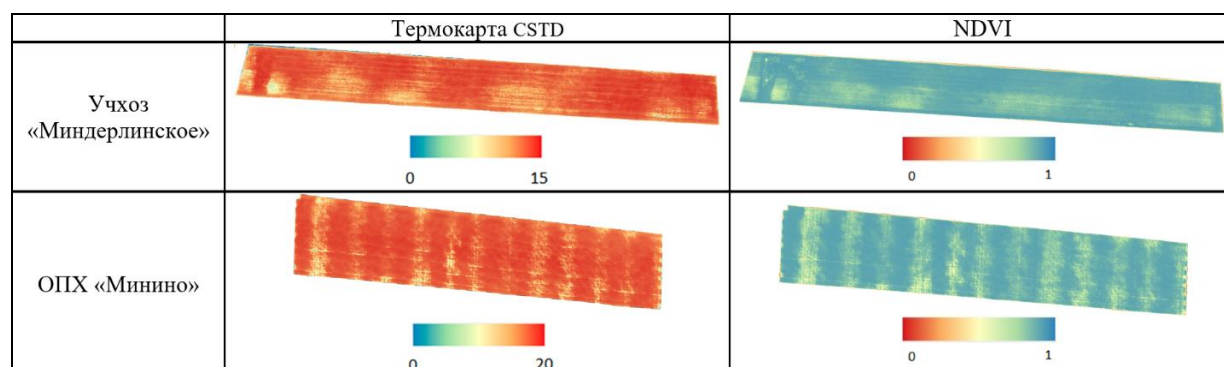 Термокарта CSTD
NDVI
Учхоз
«Миндерлинское»
0 15
0 1
ОПХ «Минино»
0 20
0 1